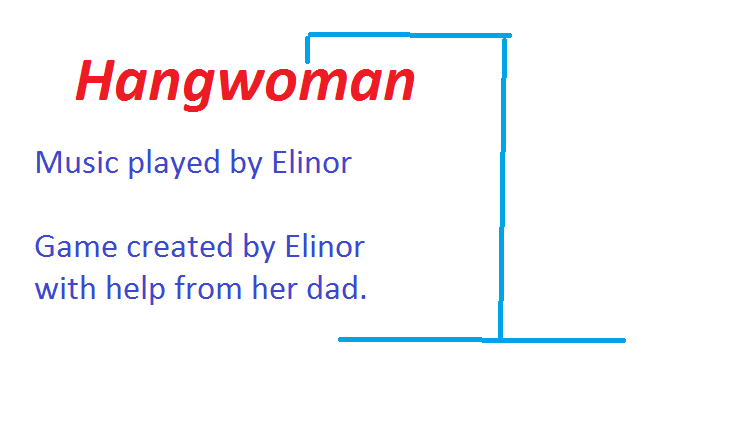 Hangwoman
Music played by Elinor
Game created by Elinor
with help from her dad.